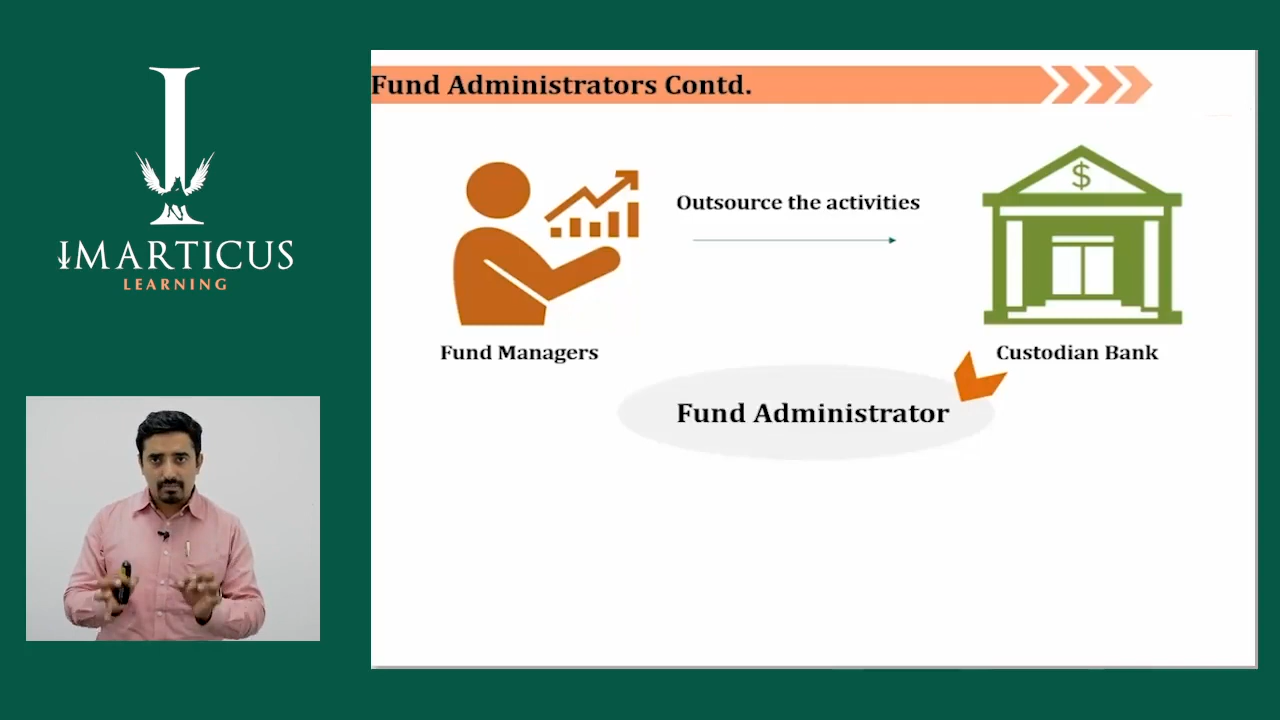 IMARTICUS
LEARNING
Fund Administrators Contd.
Outsource the activities
$
Fund Managers
Custodian Bank
Fund Administrator